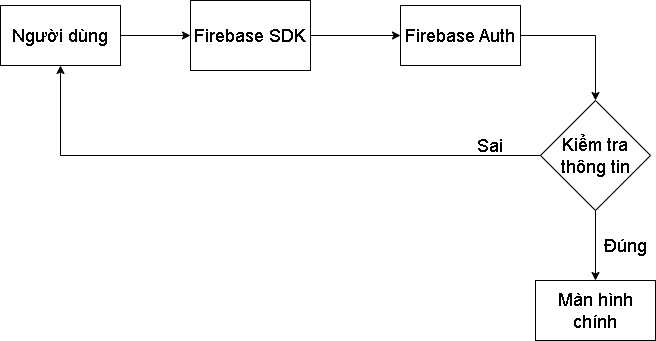 Người dùng
Firebase SDK
Firebase Auth
Sai
Kiểm tra
thông tin
Đúng
Màn hình
chính